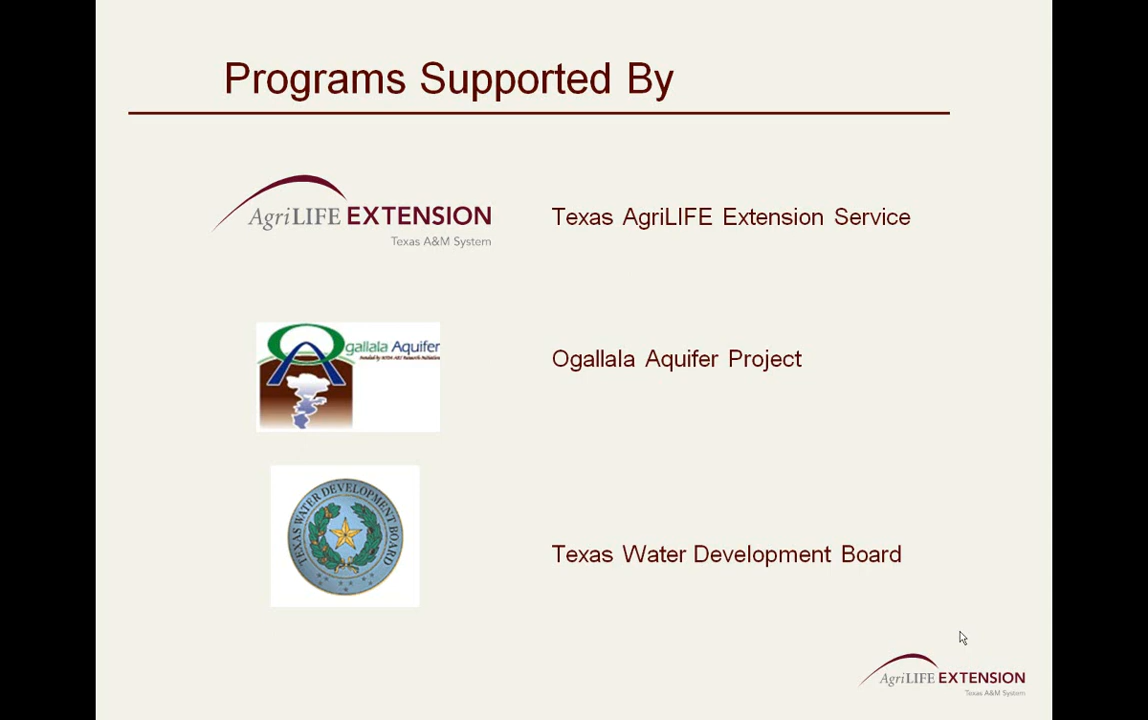 Programs Supported By
AgriLIFE EXTENSION
Texas A&M System
Texas AgriLIFE Extension Service
Ogallala Aquifer
Ogallala Aquifer Project
TEXAS WATER DEVELOPMENT BOARD
Texas Water Development Board
AgriLIFE EXTENSION
Texas A&M System